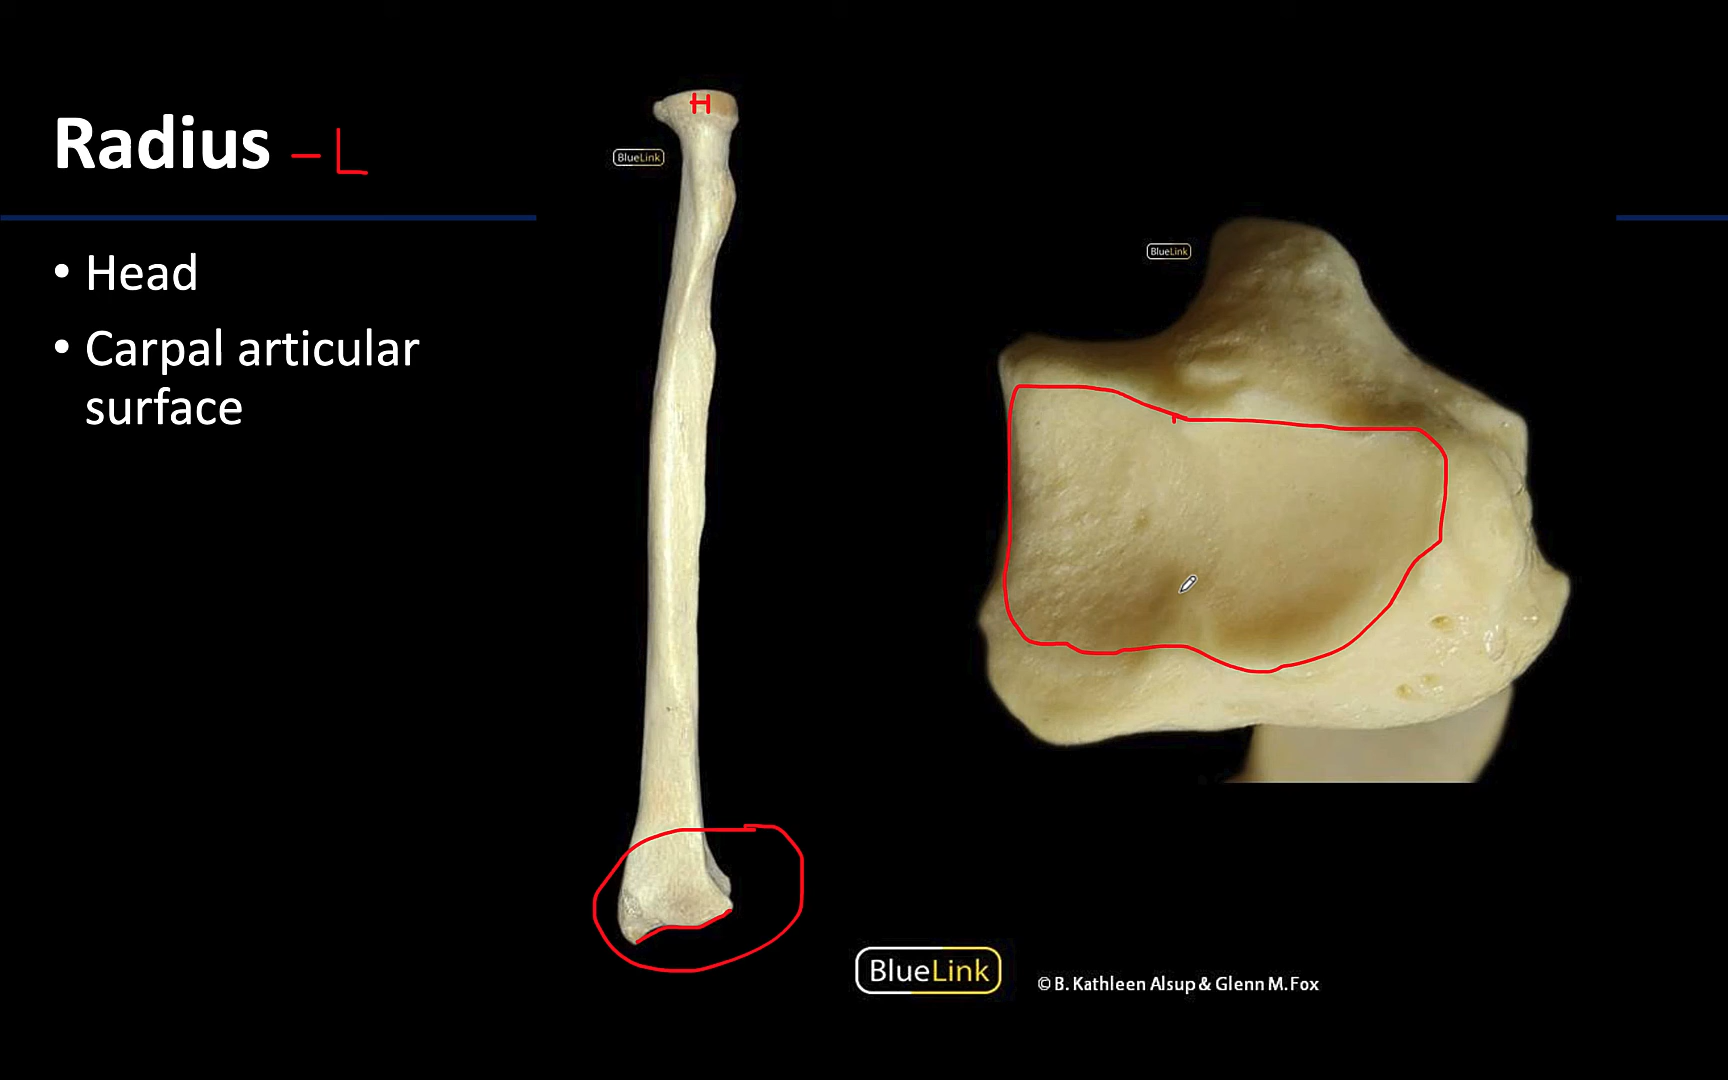 Radius – L
• Head
• Carpal articular
surface
H
BlueLink
BlueLink
BlueLink
© B. Kathleen Alsup & Glenn M. Fox